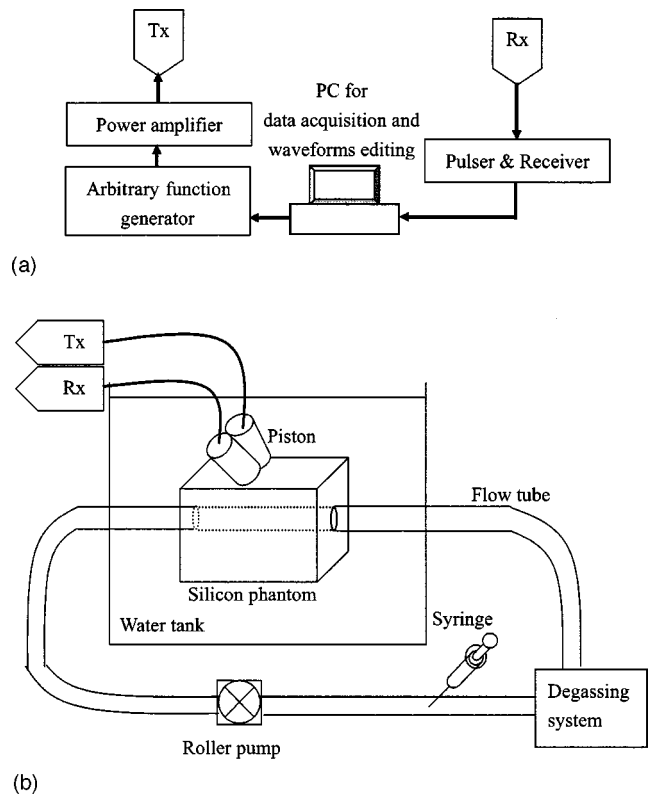 Tx
Rx
PC for
data acquisition and
waveforms editing
Power amplifier
Pulser & Receiver
Arbitrary function
generator
(a)
Tx
Rx
Piston
Flow tube
Silicon phantom
Water tank
Syringe
Degassing
system
Roller pump
(b)